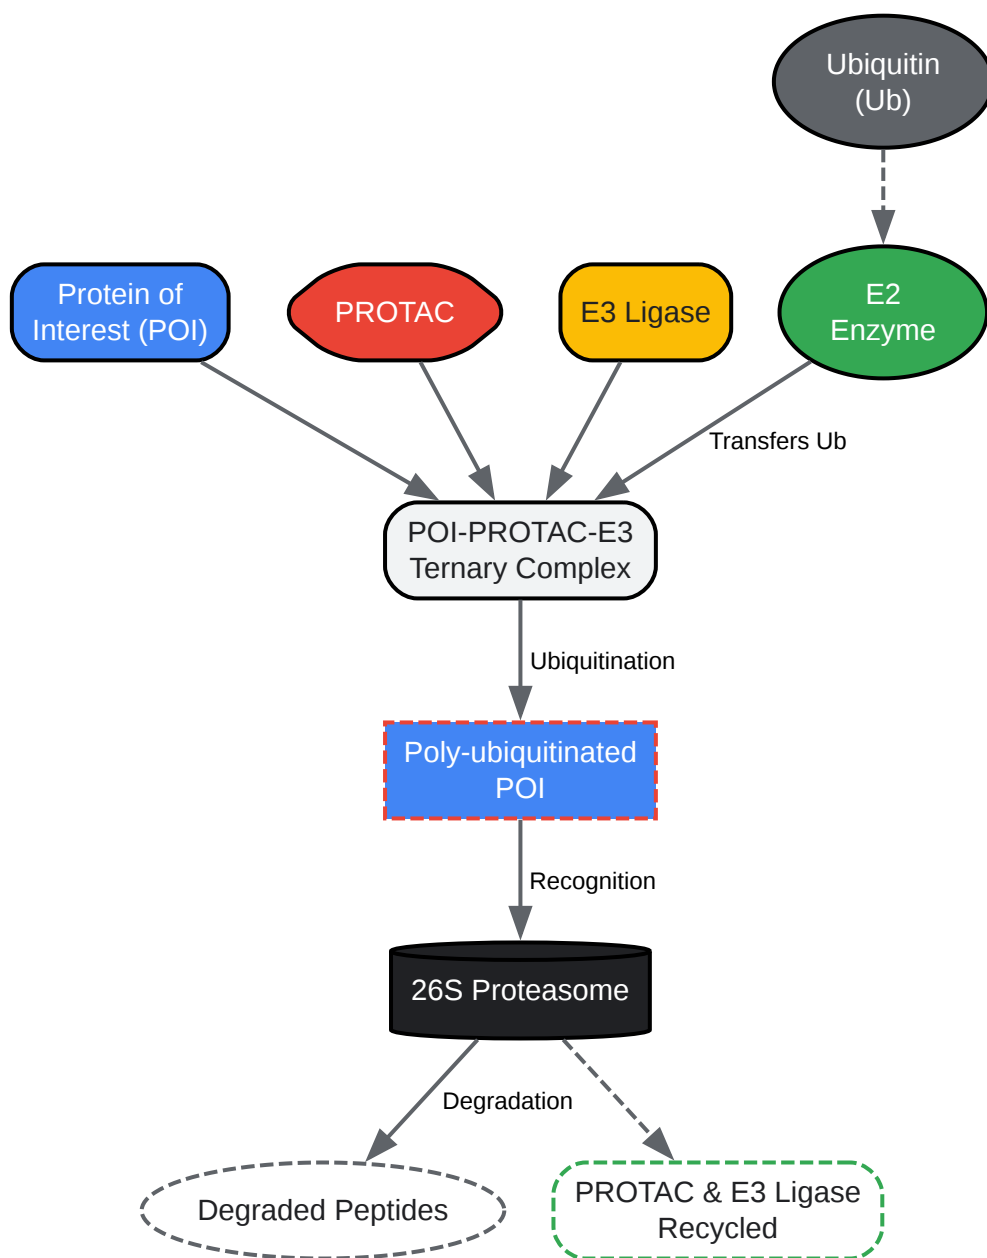 Ubiquitin
(Ub)
Protein of
Interest (POI)
PROTAC
E3 Ligase
E2
Enzyme
Transfers Ub
POI-PROTAC-E3
Ternary Complex
Ubiquitination
Poly-ubiquitinated
POI
Recognition
26S Proteasome
Degradation
Degraded Peptides
PROTAC & E3 Ligase
Recycled